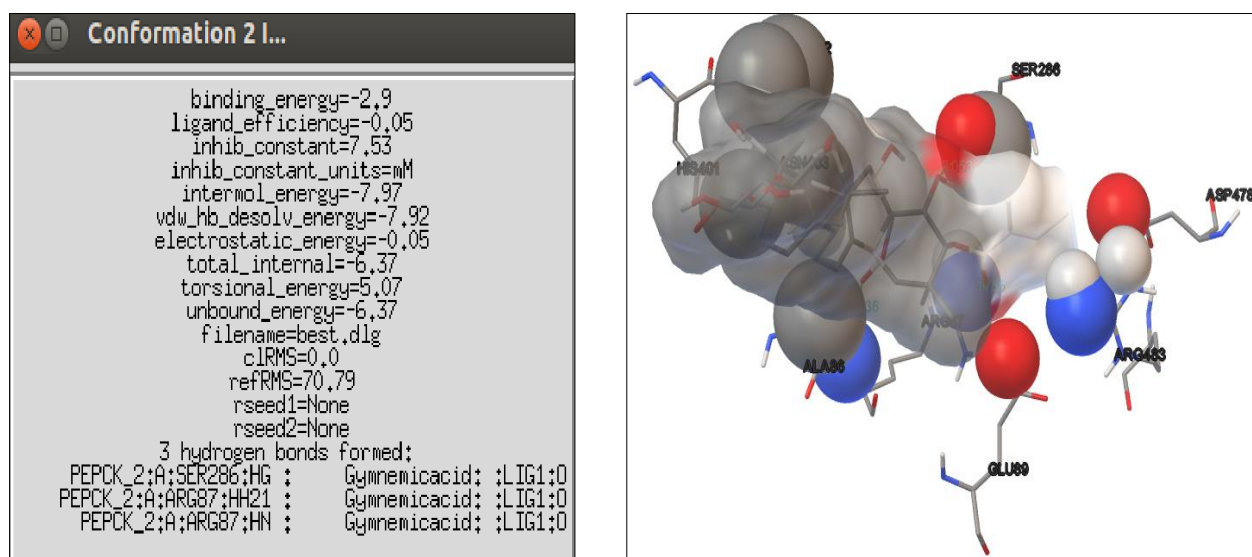 Conformation 2 I...
binding_energy=-2.9
ligand_efficiency=-0.05
inhib_constant=7.53
inhib_constant_units=mM
intermol_energy=-7.97
vdw_hb_desolv_energy=-7.92
electrostatic_energy=-0.05
total_internal=-6.37
torsional_energy=5.07
unbound_energy=-6.37
filename=best.dlg
clRMS=0.0
refRMS=70.79
rseed1=None
rseed2=None
3 hydrogen bonds formed:
PEPCK_2:A:SER286:HG : Gymnemicacid: :LIG1:O
PEPCK_2:A:ARG87:HH21 : Gymnemicacid: :LIG1:O
PEPCK_2:A:ARG87:HN : Gymnemicacid: :LIG1:O
SER286
HIS401
ASP478
ARG87
ALA86
ARG483
GLU89